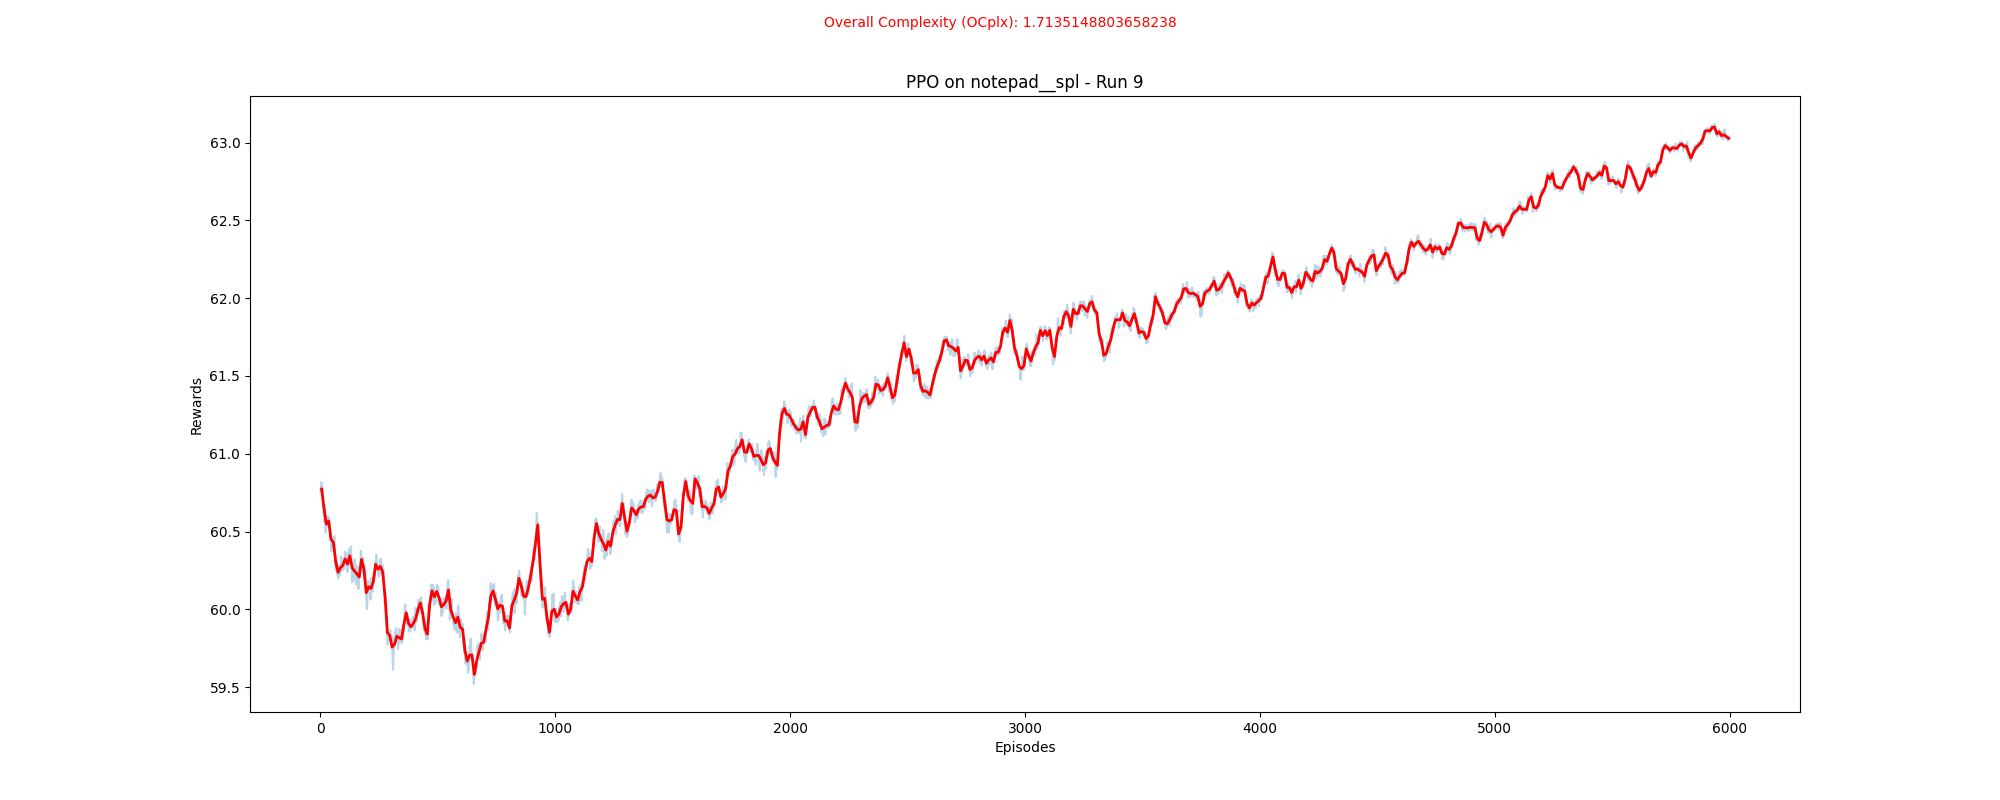 Overall Complexity (OCplx): 1.7135148803658238
PPO on notepad__spl - Run 9
63.0
62.5
62.0
61.5
61.0
60.5
60.0
59.5
Rewards
0 1000 2000 3000 4000 5000 6000
Episodes